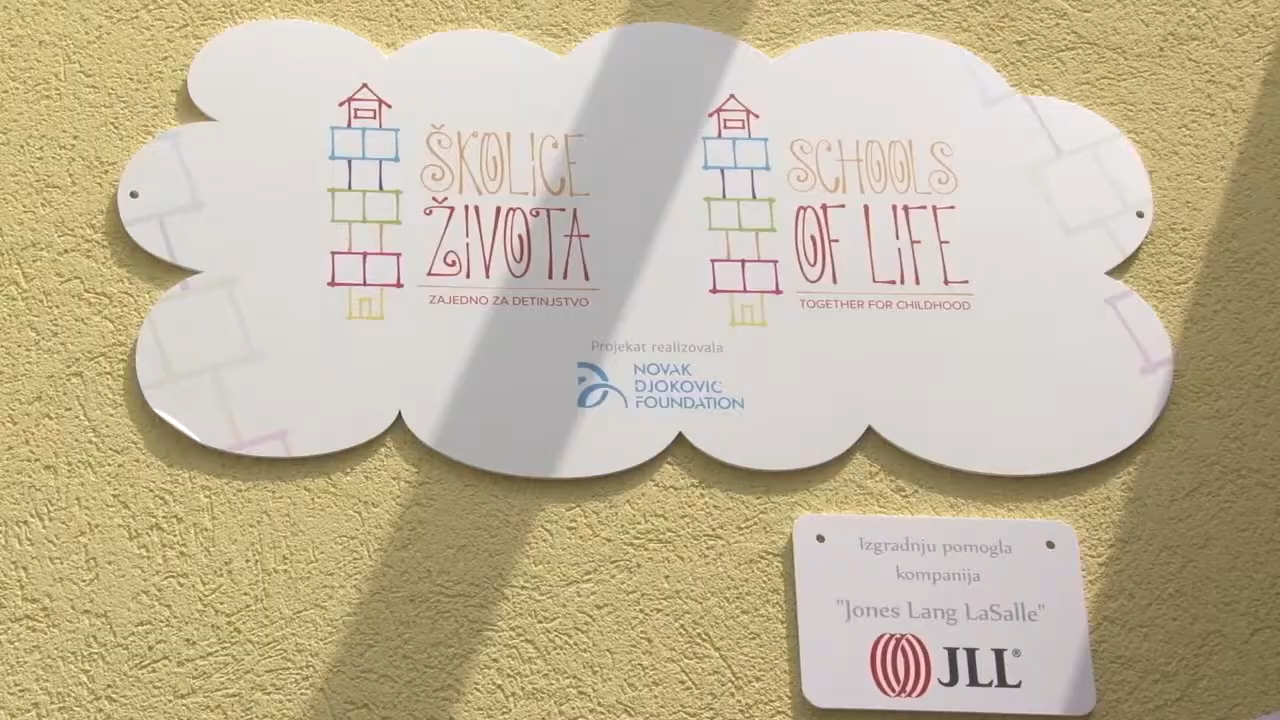 ŠKOLICE
ŽIVOTA
ZAJEDNO ZA DETINJSTVO
SCHOOLS
OF LIFE
TOGETHER FOR CHILDHOOD
Projekat realizovala
NOVAK
DJOKOVIC
FOUNDATION
Izgradnju pomogla
kompanija
"Jones Lang LaSalle"
JLL®